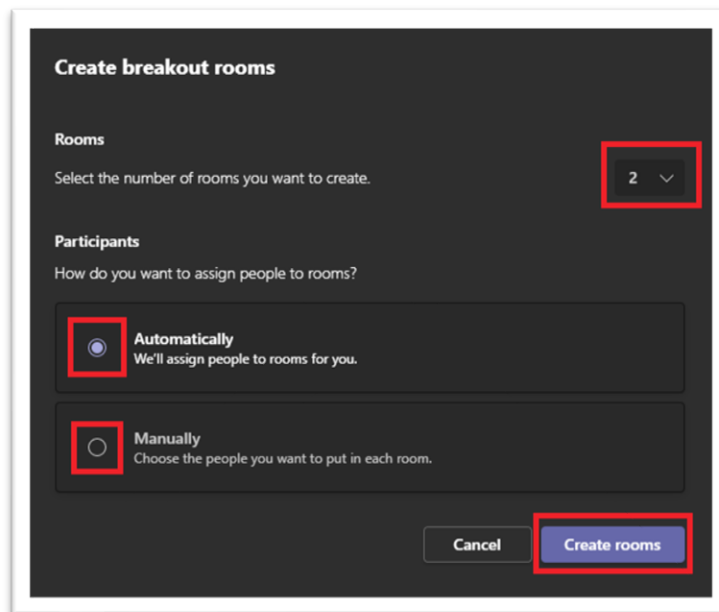 Create breakout rooms
Rooms
Select the number of rooms you want to create.
2
Participants
How do you want to assign people to rooms?
Automatically
We'll assign people to rooms for you.
Manually
Choose the people you want to put in each room.
Cancel
Create rooms